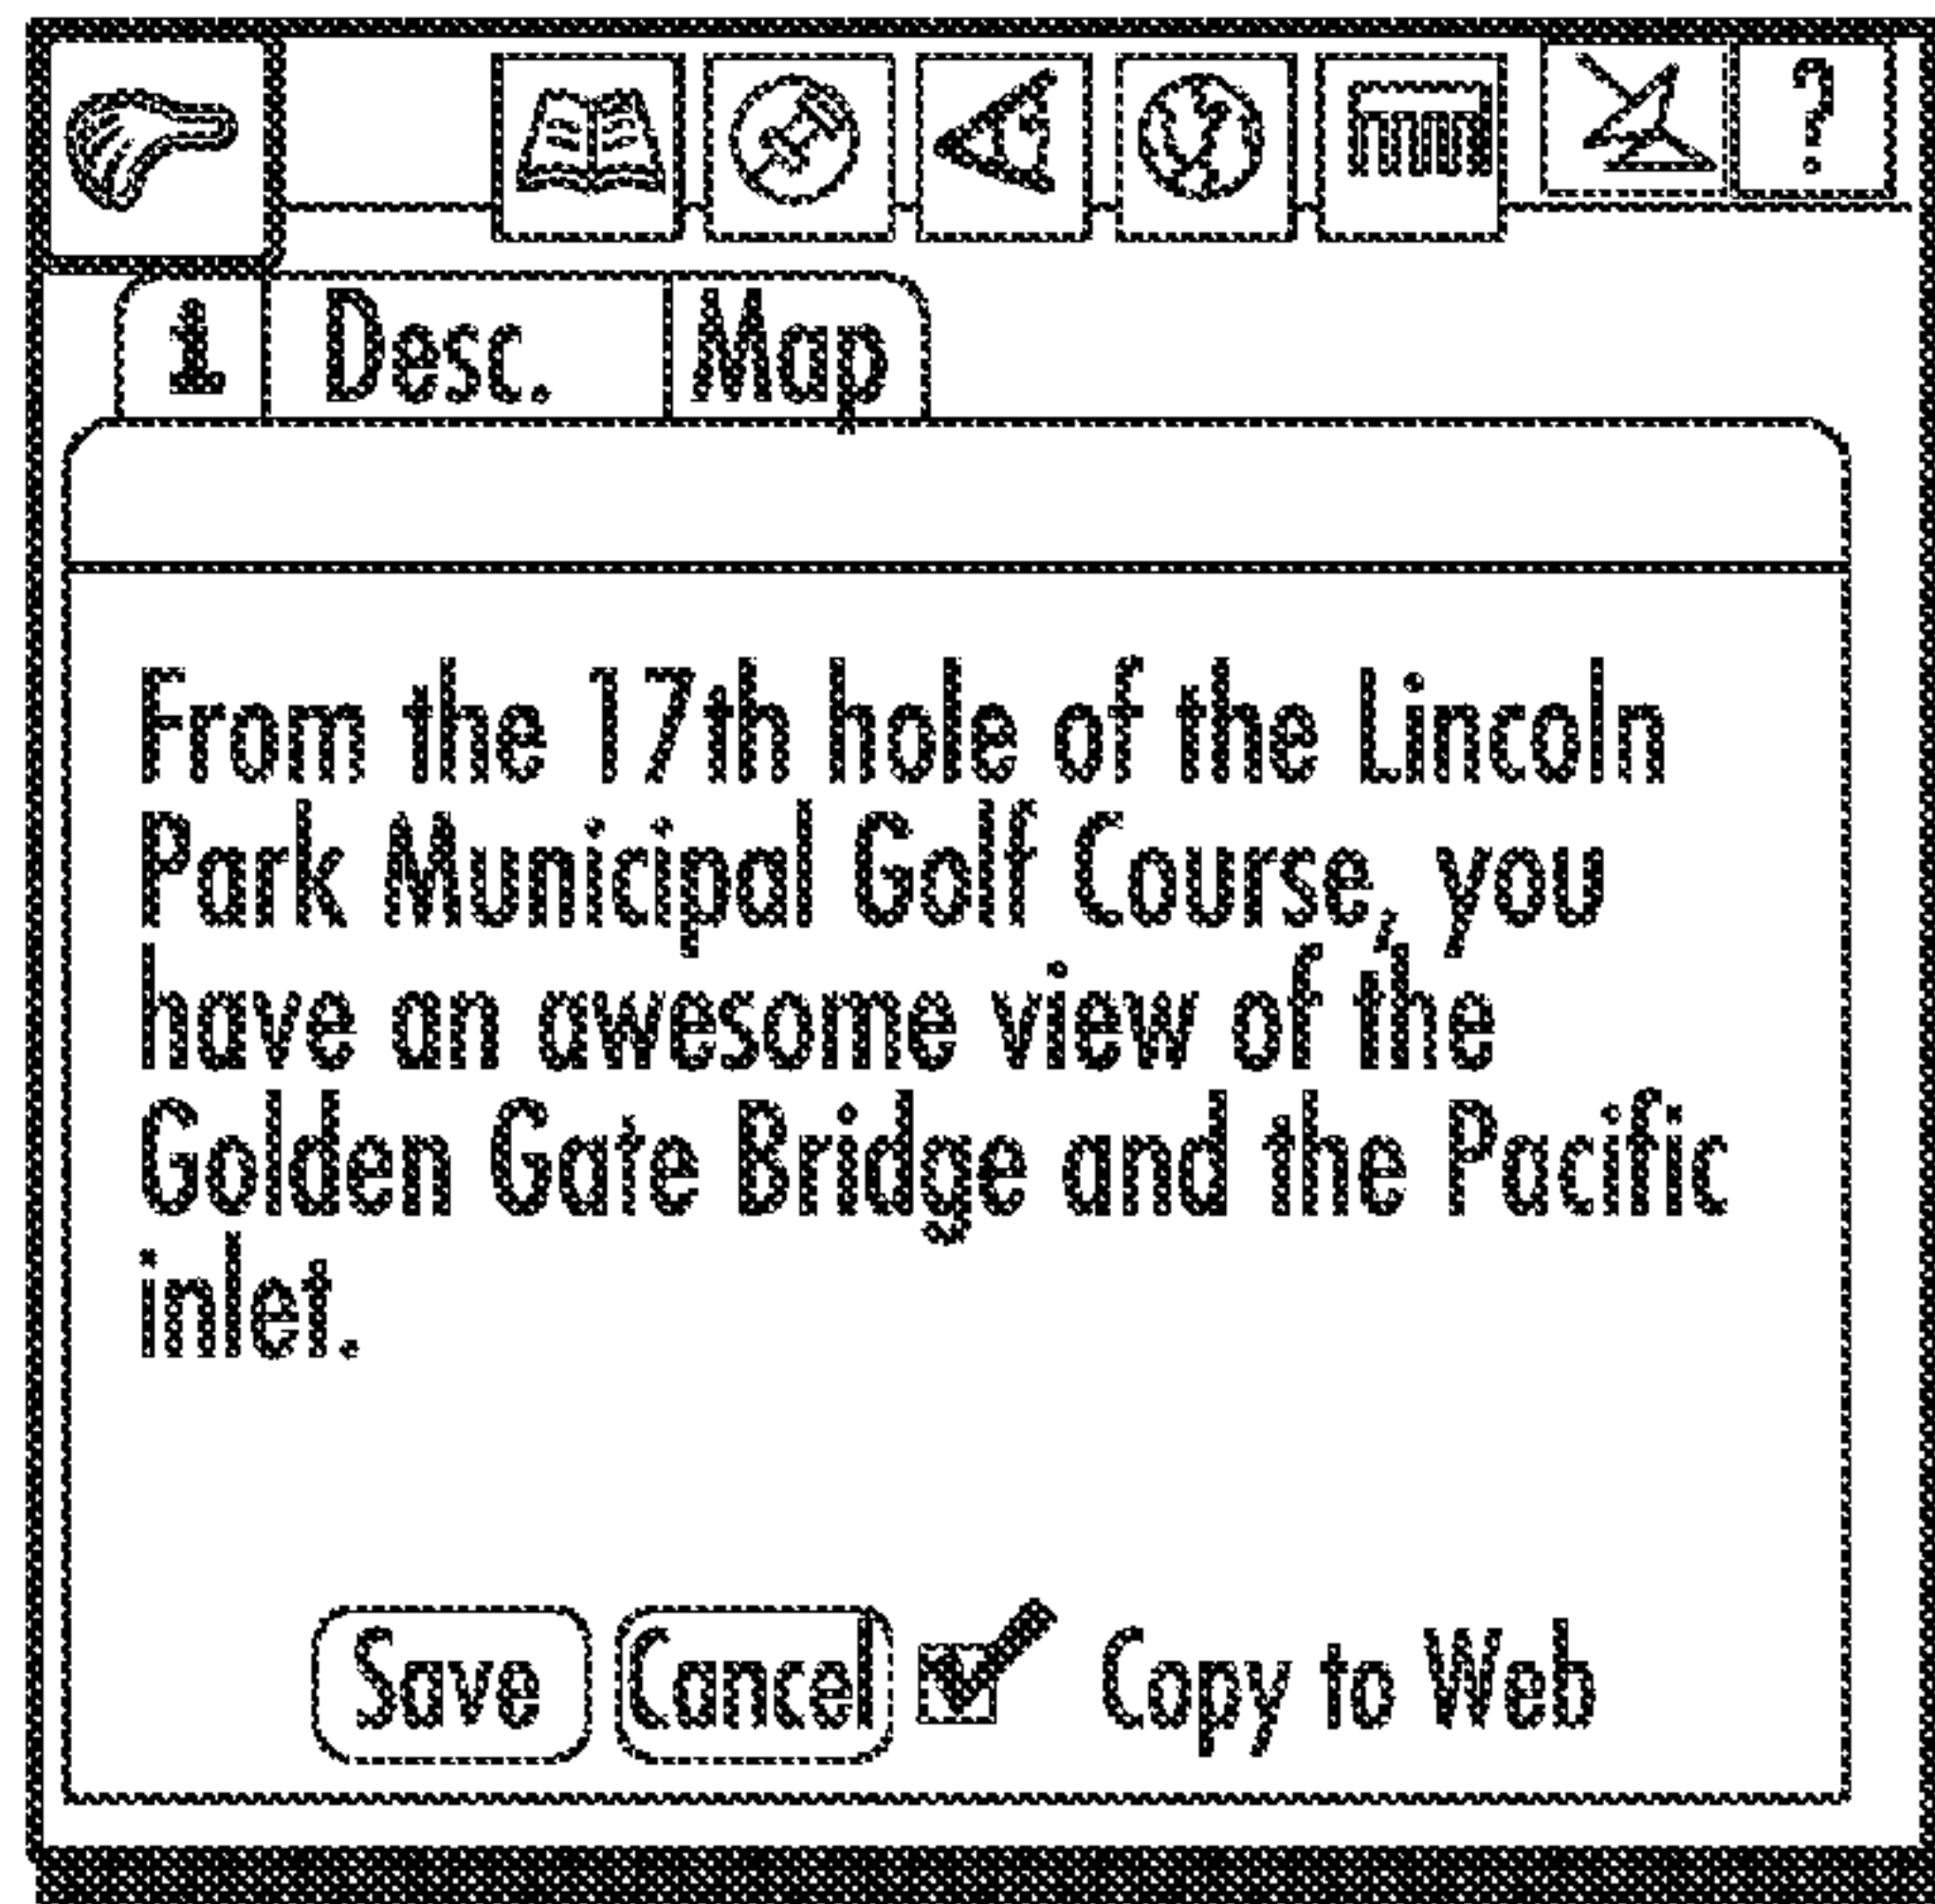 ?
i Desc. Map
From the 17th hole of the Lincoln
Park Municipal Golf Course, you
have an awesome view of the
Golden Gate Bridge and the Pacific
inlet.
Save Cancel Copy to Web